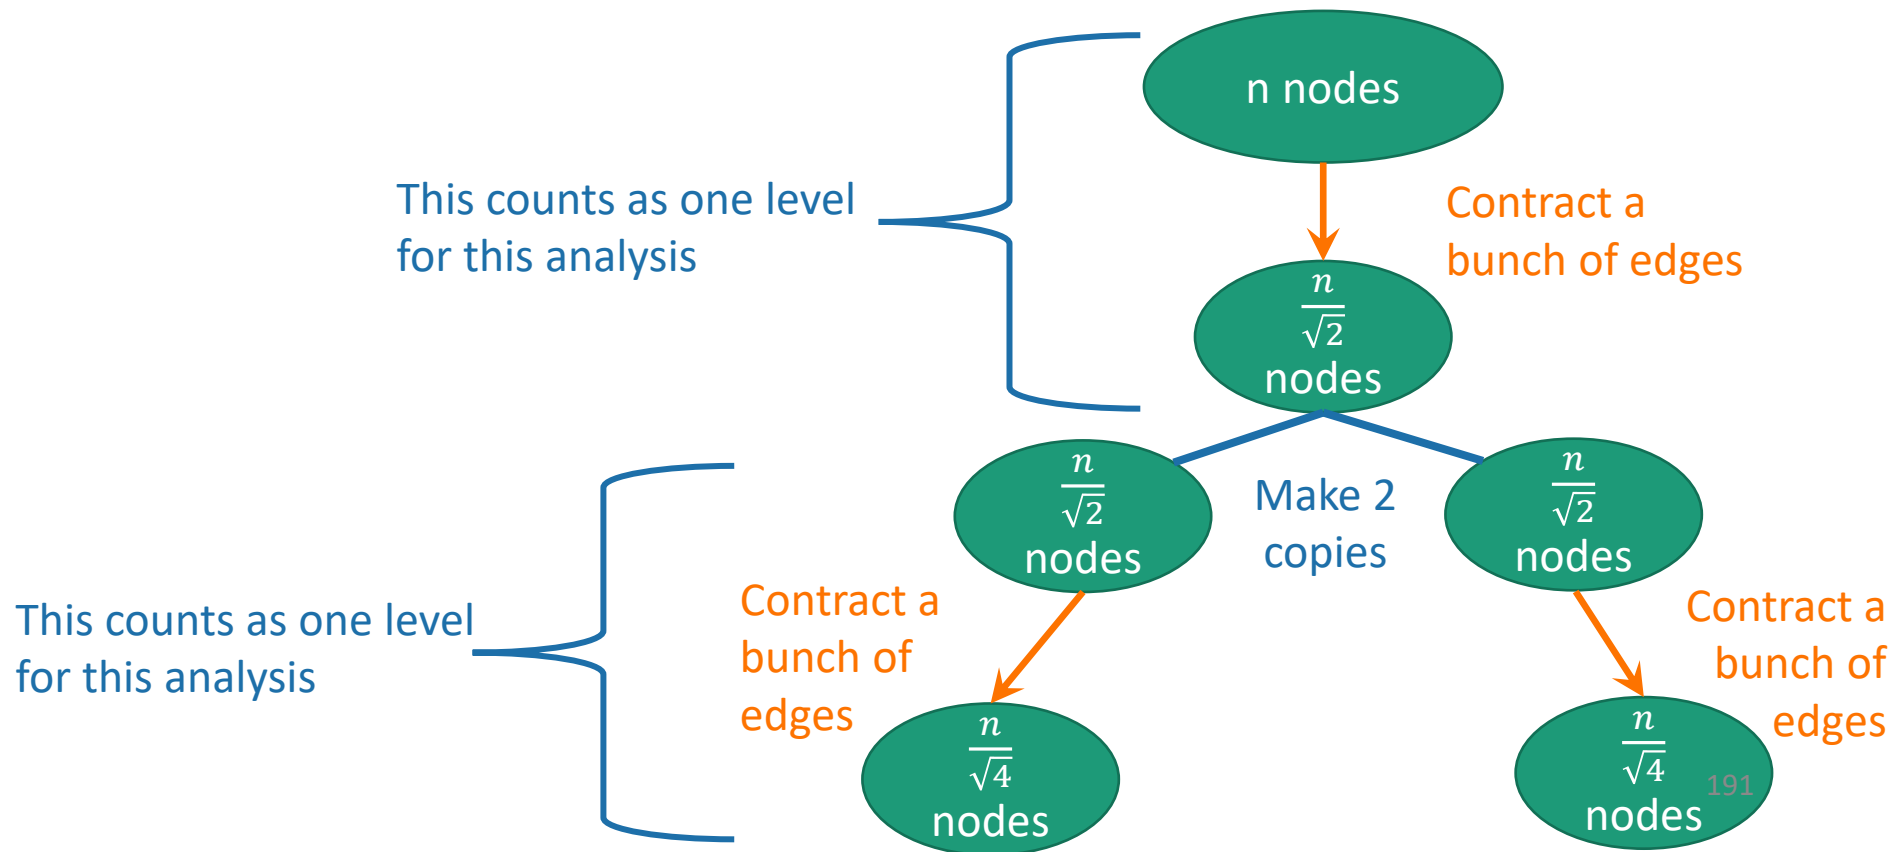 n nodes
This counts as one level
for this analysis
Contract a
bunch of edges
n
√2
nodes
n
√2
nodes
Make 2
copies
n
√2
nodes
This counts as one level
for this analysis
Contract a
bunch of
edges
Contract a
bunch of
edges
n
√4
nodes
n
√4
nodes
191